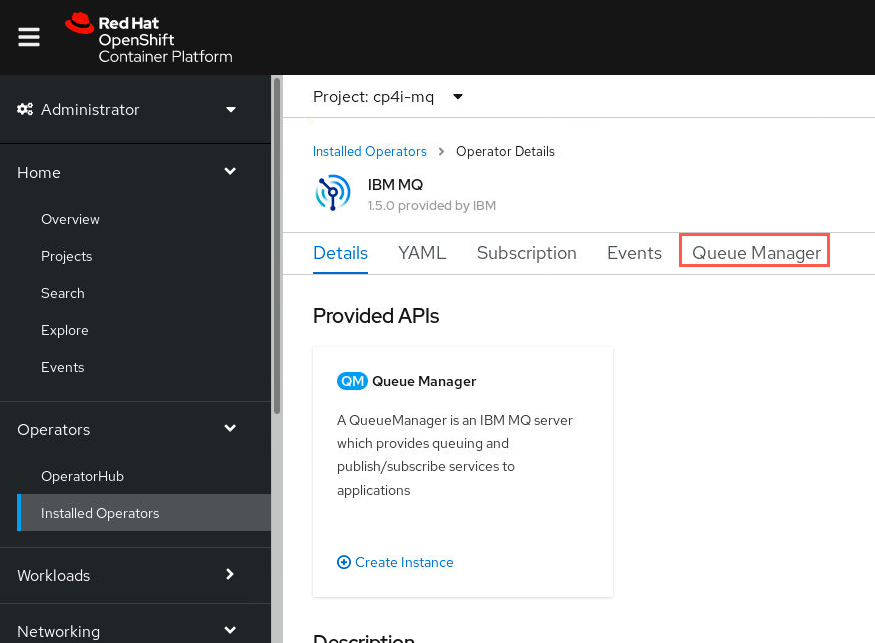 Red Hat
OpenShift
Container Platform
Administrator
Home
Overview
Projects
Search
Explore
Events
Operators
OperatorHub
Installed Operators
Workloads
Networking
Project: cp4i-mq
Installed Operators > Operator Details
IBM MQ
1.5.0 provided by IBM
Details YAML Subscription Events Queue Manager
Provided APIs
QM Queue Manager
A QueueManager is an IBM MQ server
which provides queuing and
publish/subscribe services to
applications
Create Instance
Description